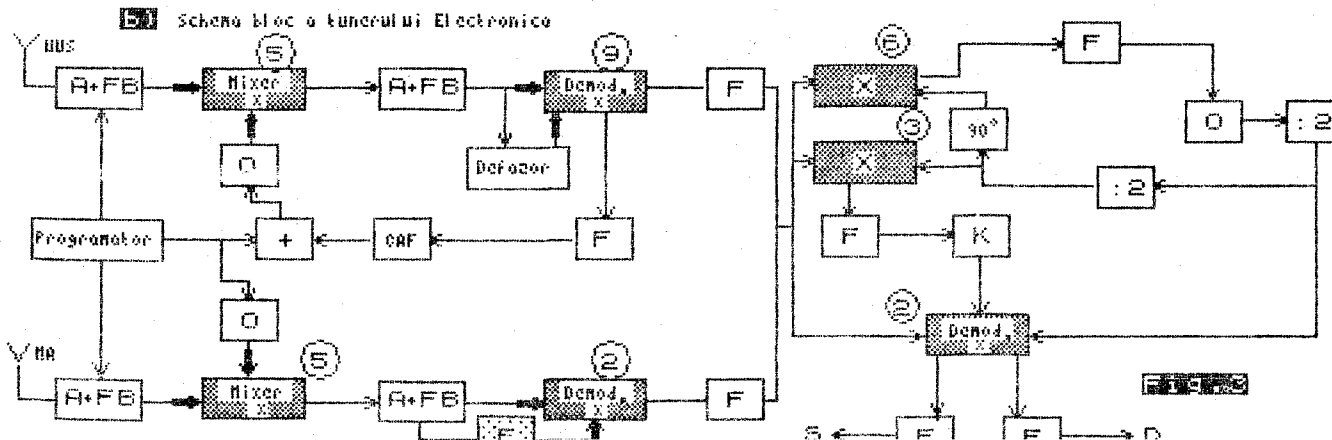 b) Schema bloc a tunerului Electronica
UUS
A+FB
Mixer
x
5
A+FB
Demod.
x
9
F
O
Defazor
Programator
+
CAF
F
O
MA
A+FB
Mixer
x
5
A+FB
Demod.
x
2
F
F
X
6
F
90°
O
:2
X
3
:2
F
K
2
Demod.
x
F
F
S
D